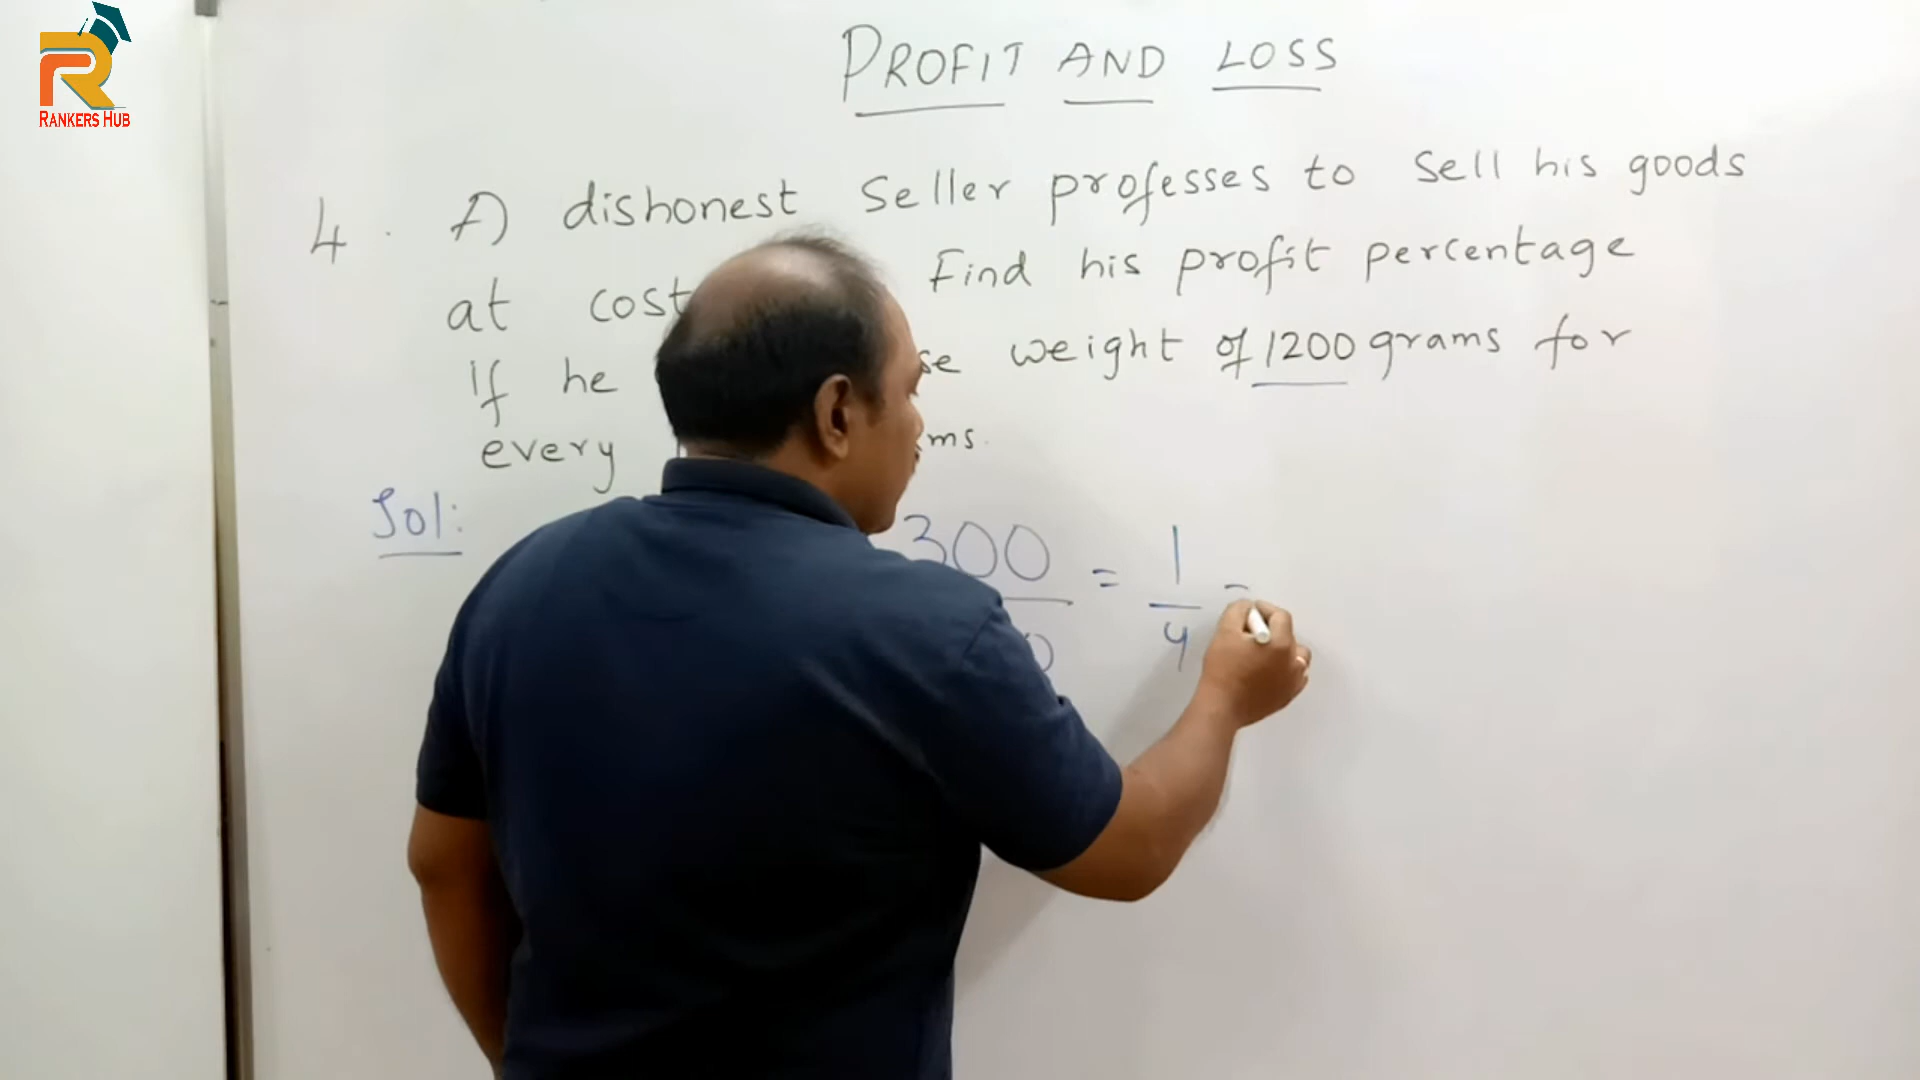 RANKERS HUB
PROFIT AND LOSS
4. A dishonest seller professes to sell his goods
at cost Find his profit percentage
if he weight of 1200 grams for
every ms.
Sol: 300 = 1 =
4